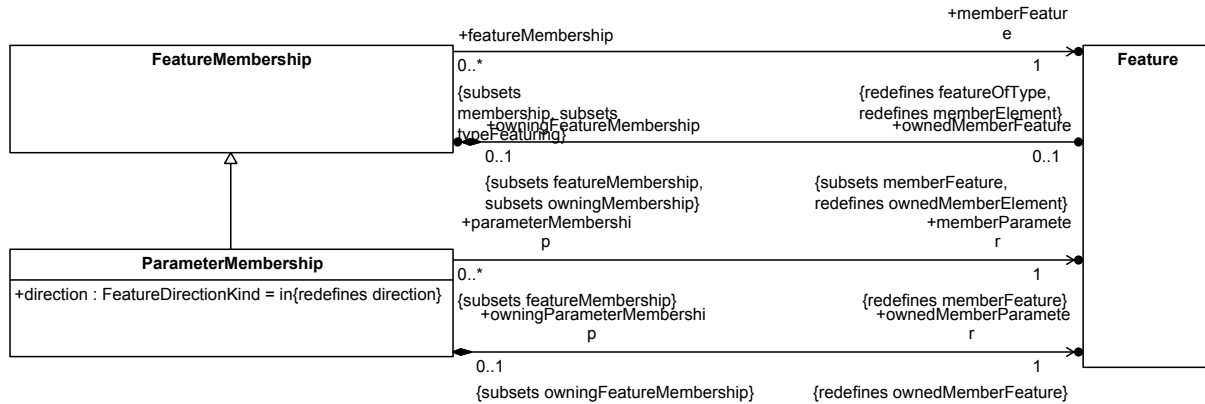 +memberFeatur
e
+featureMembership
FeatureMembership
Feature
0..*
1
{subsets
membership, subsets
typeFeaturing}
{redefines featureOfType,
redefines memberElement}
+owningFeatureMembership
+ownedMemberFeature
0..1
0..1
{subsets featureMembership,
subsets owningMembership}
{subsets memberFeature,
redefines ownedMemberElement}
+parameterMembershi
p
+memberParamete
r
ParameterMembership
0..*
1
+direction : FeatureDirectionKind = in{redefines direction}
{subsets featureMembership}
{redefines memberFeature}
+owningParameterMembershi
p
+ownedMemberParamete
r
0..1
1
{subsets owningFeatureMembership}
{redefines ownedMemberFeature}